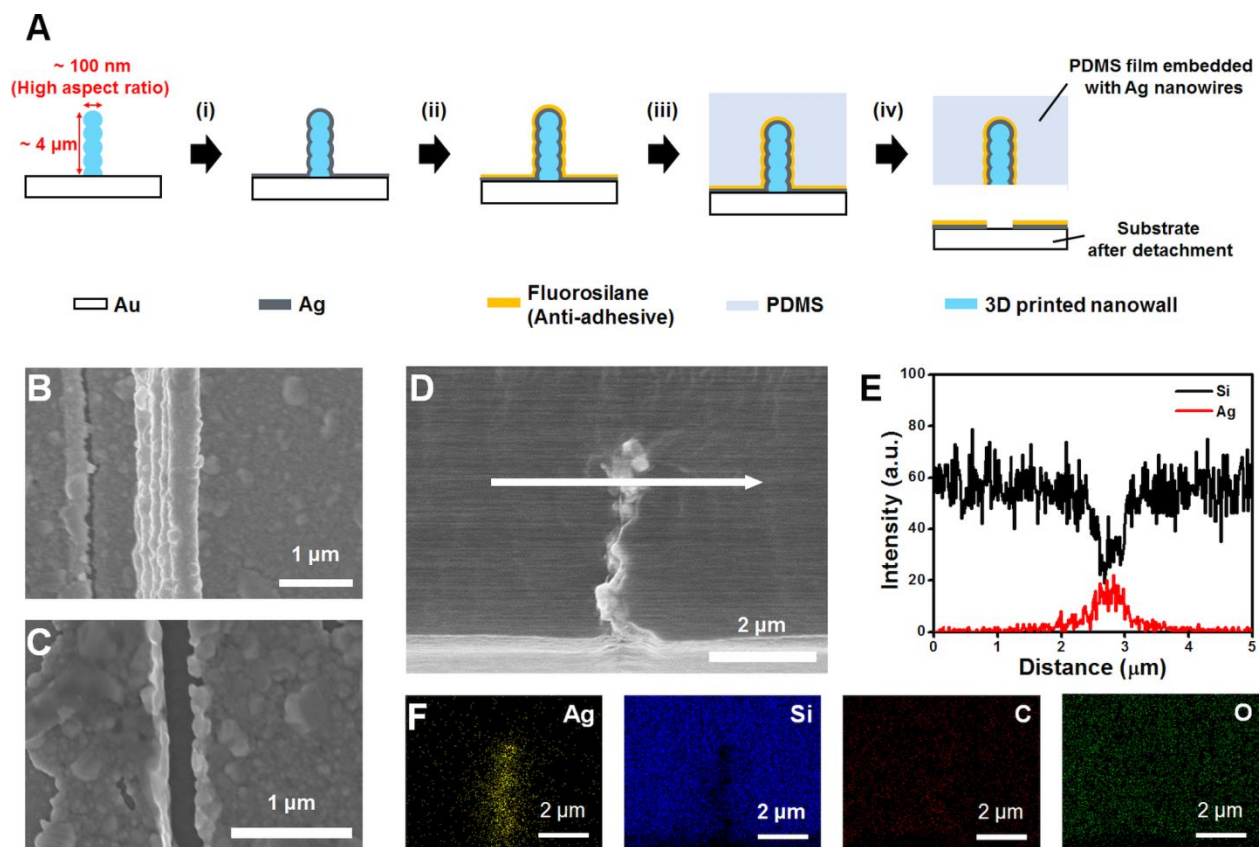 A
~ 100 nm
(High aspect ratio)
~ 4 μm
(i)
(ii)
(iii)
(iv)
PDMS film embedded
with Ag nanowires
Substrate
after detachment
Au
Ag
Fluorosilane
(Anti-adhesive)
PDMS
3D printed nanowall
B
1 μm
C
1 μm
D
2 μm
E
Si
Ag
100
80
60
40
20
0
Intensity (a.u.)
0 1 2 3 4 5
Distance (μm)
F
Ag
2 μm
Si
2 μm
C
2 μm
O
2 μm